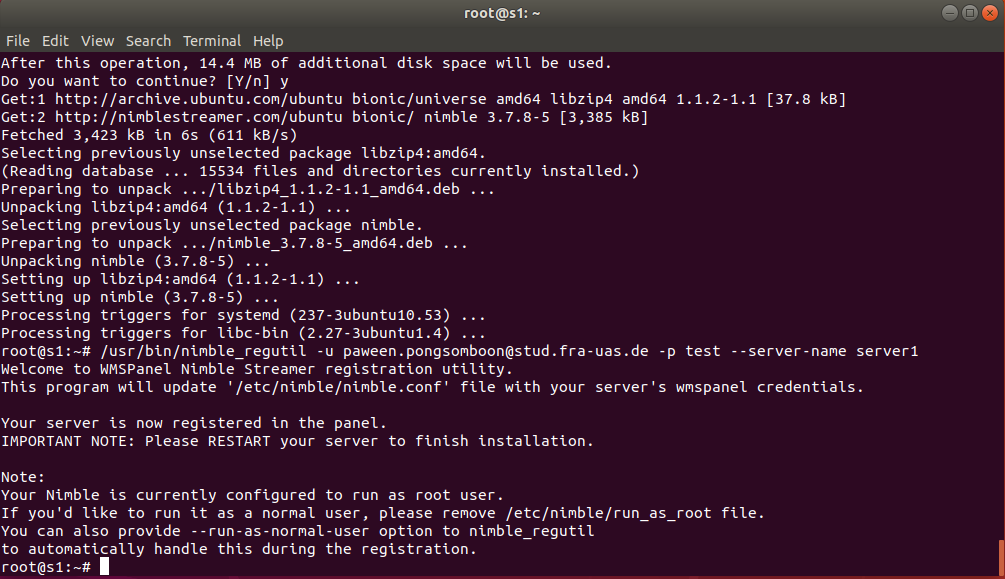 root@s1: ~
File Edit View Search Terminal Help
After this operation, 14.4 MB of additional disk space will be used.
Do you want to continue? [Y/n] y
Get:1 http://archive.ubuntu.com/ubuntu bionic/universe amd64 libzip4 amd64 1.1.2-1.1 [37.8 kB]
Get:2 http://nimblestreamer.com/ubuntu bionic/ nimble 3.7.8-5 [3,385 kB]
Fetched 3,423 kB in 6s (611 kB/s)
Selecting previously unselected package libzip4:amd64.
(Reading database ... 15534 files and directories currently installed.)
Preparing to unpack .../libzip4_1.1.2-1.1_amd64.deb ...
Unpacking libzip4:amd64 (1.1.2-1.1) ...
Selecting previously unselected package nimble.
Preparing to unpack .../nimble_3.7.8-5_amd64.deb ...
Unpacking nimble (3.7.8-5) ...
Setting up libzip4:amd64 (1.1.2-1.1) ...
Setting up nimble (3.7.8-5) ...
Processing triggers for systemd (237-3ubuntu10.53) ...
Processing triggers for libc-bin (2.27-3ubuntu1.4) ...
root@s1:~# /usr/bin/nimble_regutil -u paween.pongsomboon@stud.fra-uas.de -p test --server-name server1
Welcome to WMSPanel Nimble Streamer registration utility.
This program will update '/etc/nimble/nimble.conf' file with your server's wmspanel credentials.
Your server is now registered in the panel.
IMPORTANT NOTE: Please RESTART your server to finish installation.
Note:
Your Nimble is currently configured to run as root user.
If you'd like to run it as a normal user, please remove /etc/nimble/run_as_root file.
You can also provide --run-as-normal-user option to nimble_regutil
to automatically handle this during the registration.
root@s1:~#